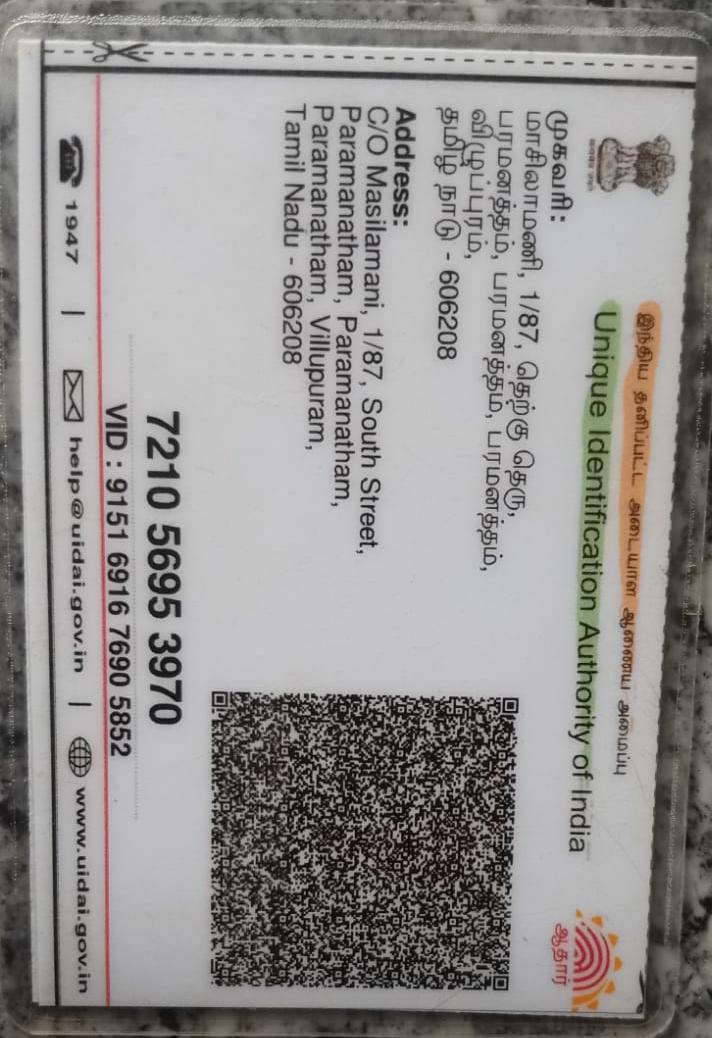 இந்திய தனிப்பட்ட அடையாள ஆணைய அமைப்பு
Unique Identification Authority of India
ஆதார்
முகவரி:
மாசிலாமணி, 1/87, தெற்கு தெரு,
பரமனத்தம், பரமனத்தம், பரமனத்தம்,
விழுப்புரம்,
தமிழ் நாடு - 606208
Address:
C/O Masilamani, 1/87, South Street,
Paramanatham, Paramanatham,
Paramanatham, Villupuram,
Tamil Nadu - 606208
7210 5695 3970
VID : 9151 6916 7690 5852
1947 | help@uidai.gov.in | www.uidai.gov.in